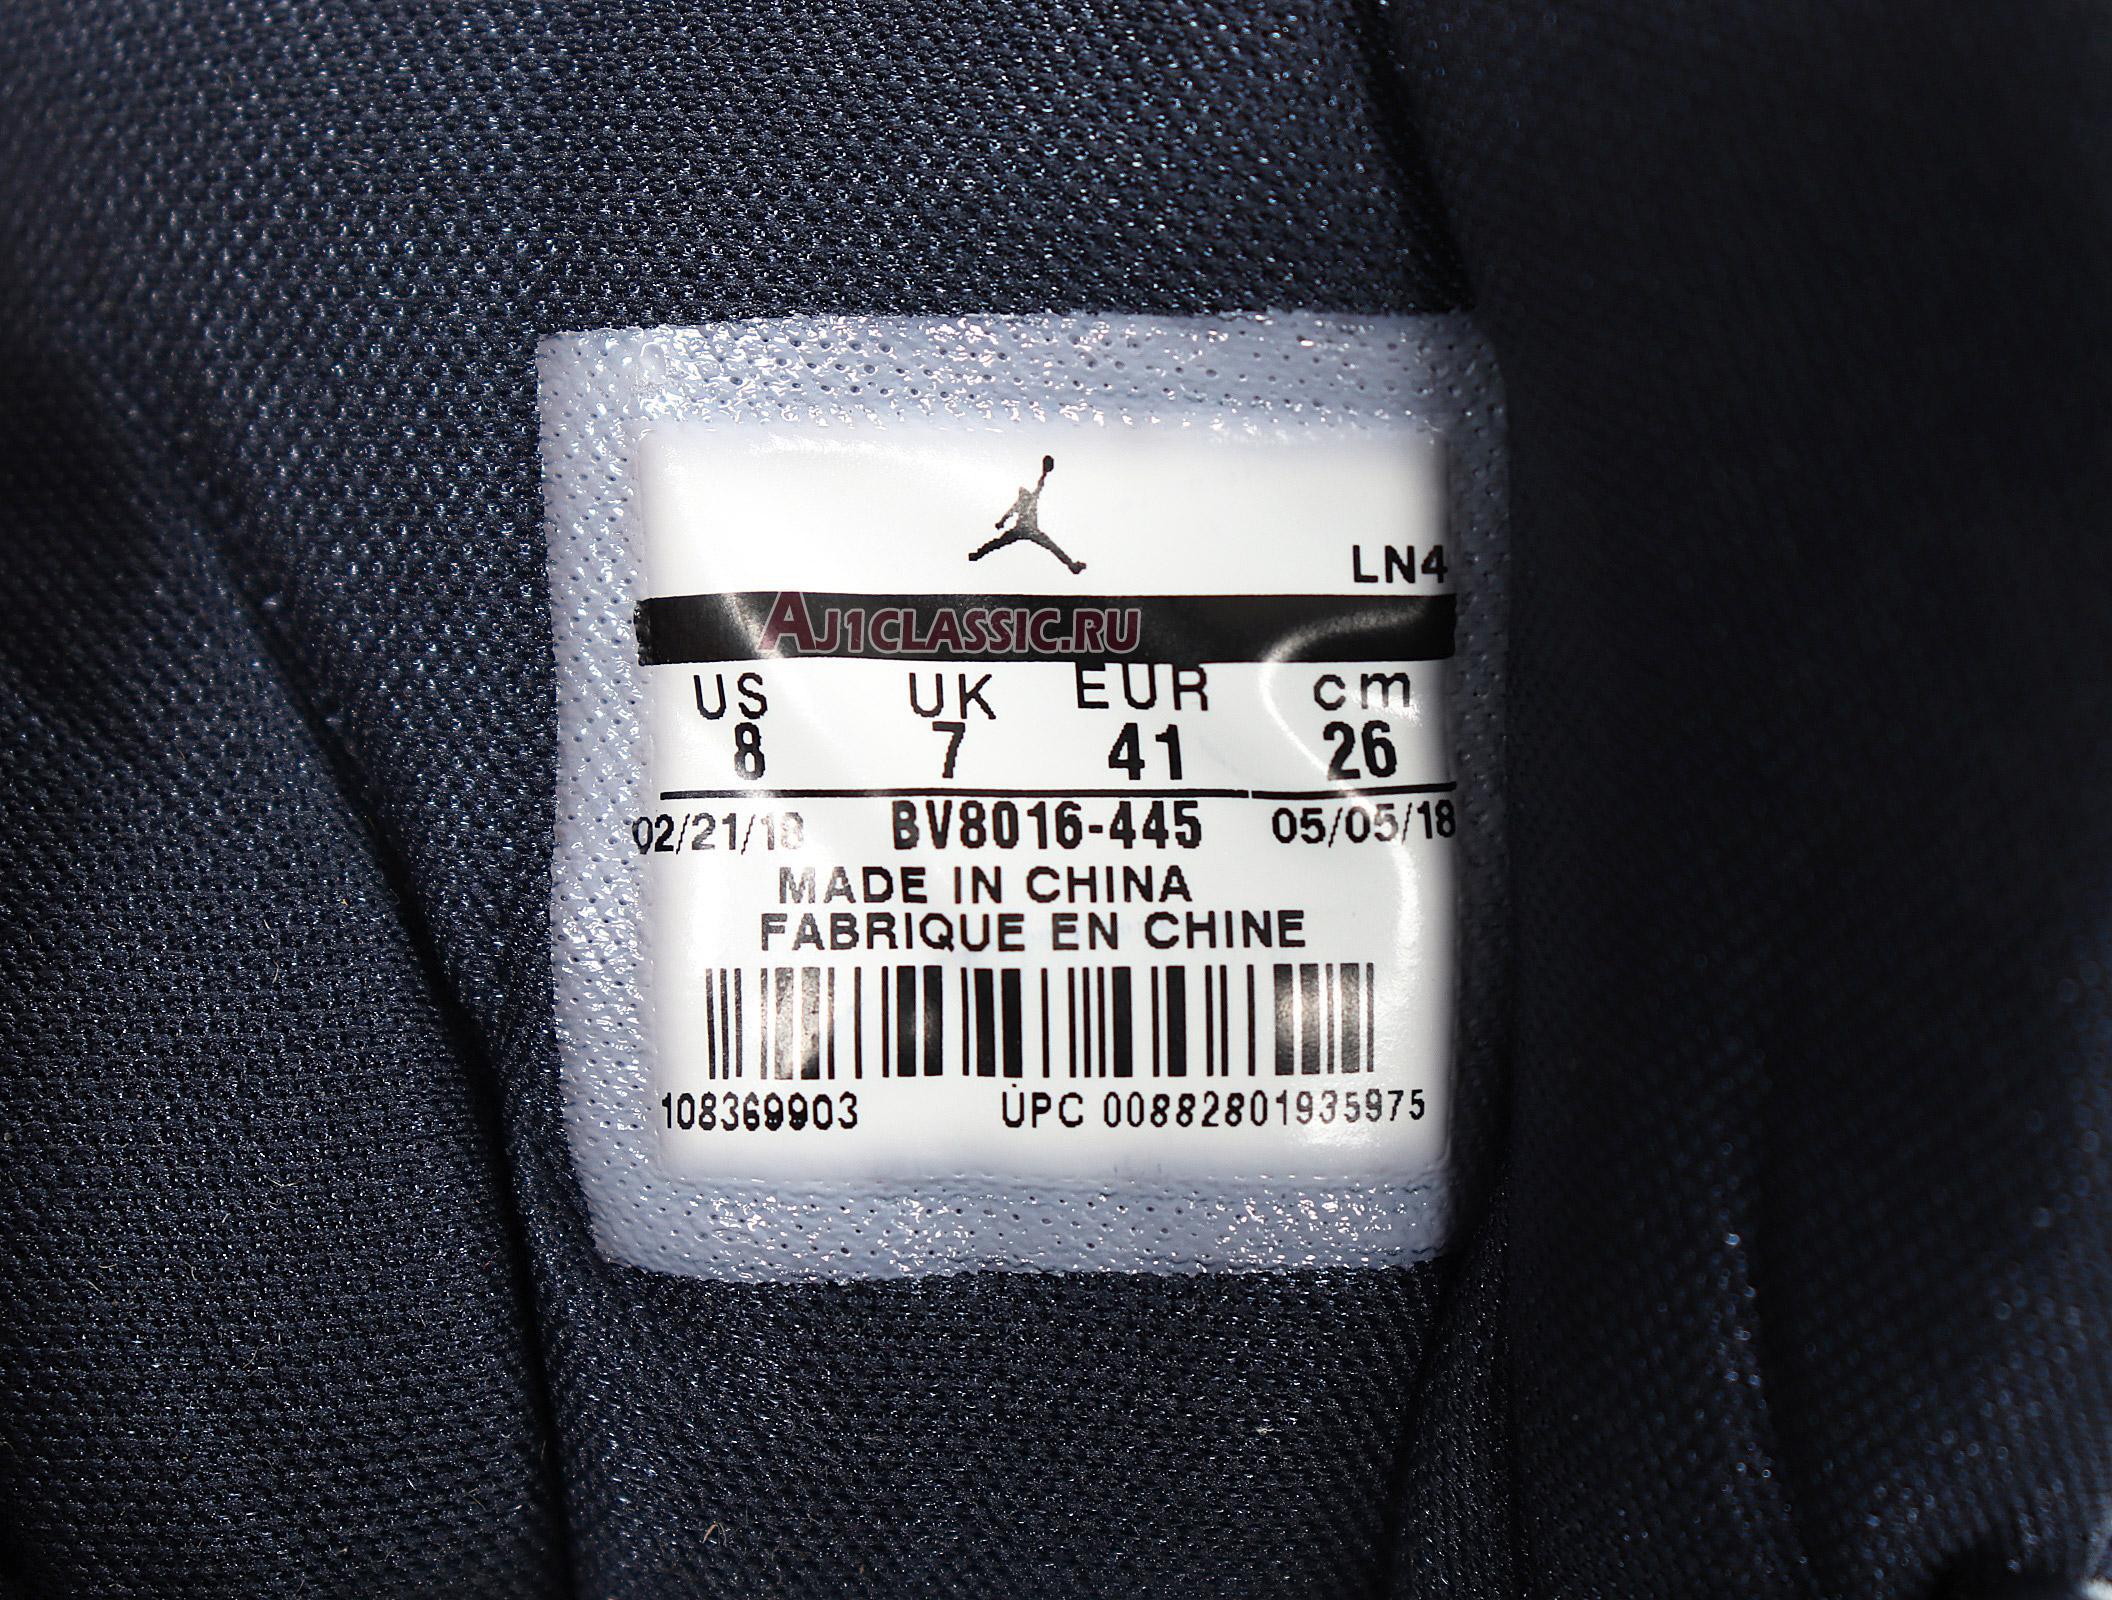 LN4
AJ1CLASSIC.RU
US UK EUR cm
8 7 41 26
02/21/18 BV8016-445 05/05/18
MADE IN CHINA
FABRIQUE EN CHINE
108369903 UPC 00882801935975